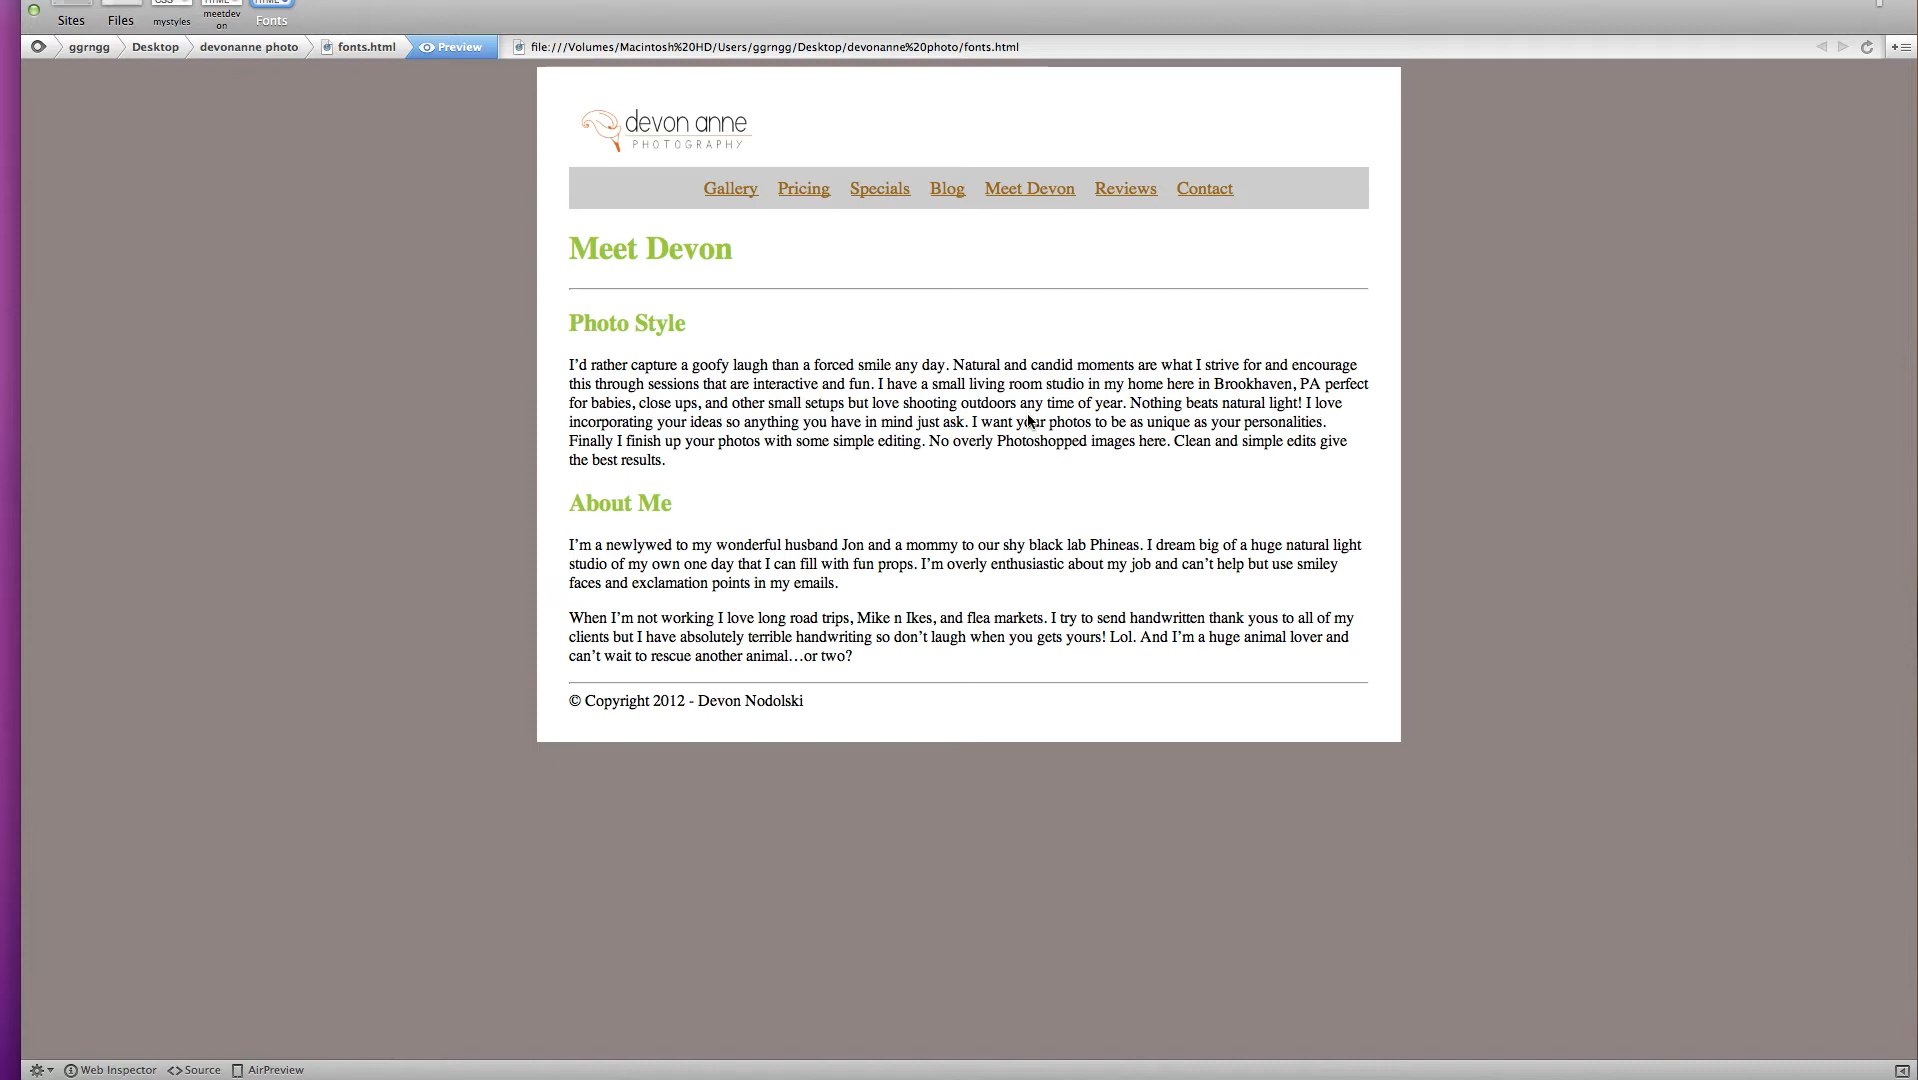 CSS HTML HTML
Sites Files mystyles meetdev Fonts
on
ggrngg Desktop devonanne photo fonts.html Preview file:///Volumes/Macintosh%20HD/Users/ggrngg/Desktop/devonanne%20photo/fonts.html
devon anne
PHOTOGRAPHY
Gallery Pricing Specials Blog Meet Devon Reviews Contact
Meet Devon
Photo Style
I’d rather capture a goofy laugh than a forced smile any day. Natural and candid moments are what I strive for and encourage
this through sessions that are interactive and fun. I have a small living room studio in my home here in Brookhaven, PA perfect
for babies, close ups, and other small setups but love shooting outdoors any time of year. Nothing beats natural light! I love
incorporating your ideas so anything you have in mind just ask. I want your photos to be as unique as your personalities.
Finally I finish up your photos with some simple editing. No overly Photoshopped images here. Clean and simple edits give
the best results.
About Me
I’m a newlywed to my wonderful husband Jon and a mommy to our shy black lab Phineas. I dream big of a huge natural light
studio of my own one day that I can fill with fun props. I’m overly enthusiastic about my job and can’t help but use smiley
faces and exclamation points in my emails.
When I’m not working I love long road trips, Mike n Ikes, and flea markets. I try to send handwritten thank yous to all of my
clients but I have absolutely terrible handwriting so don’t laugh when you gets yours! Lol. And I’m a huge animal lover and
can’t wait to rescue another animal…or two?
© Copyright 2012 - Devon Nodolski
Web Inspector Source AirPreview